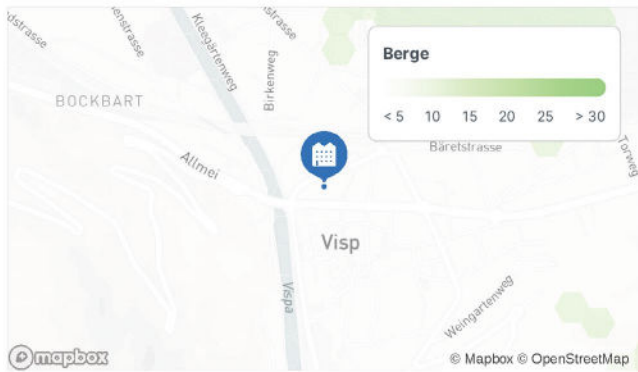 dstrasse
enstrasse
Kleegärtenweg
strasse
Birkenweg
Berge
< 5 10 15 20 25 > 30
BOCKBART
Allmei
Bäretstrasse
Torweg
Visp
Vispa
Weingartenweg
mapbox
© Mapbox © OpenStreetMap